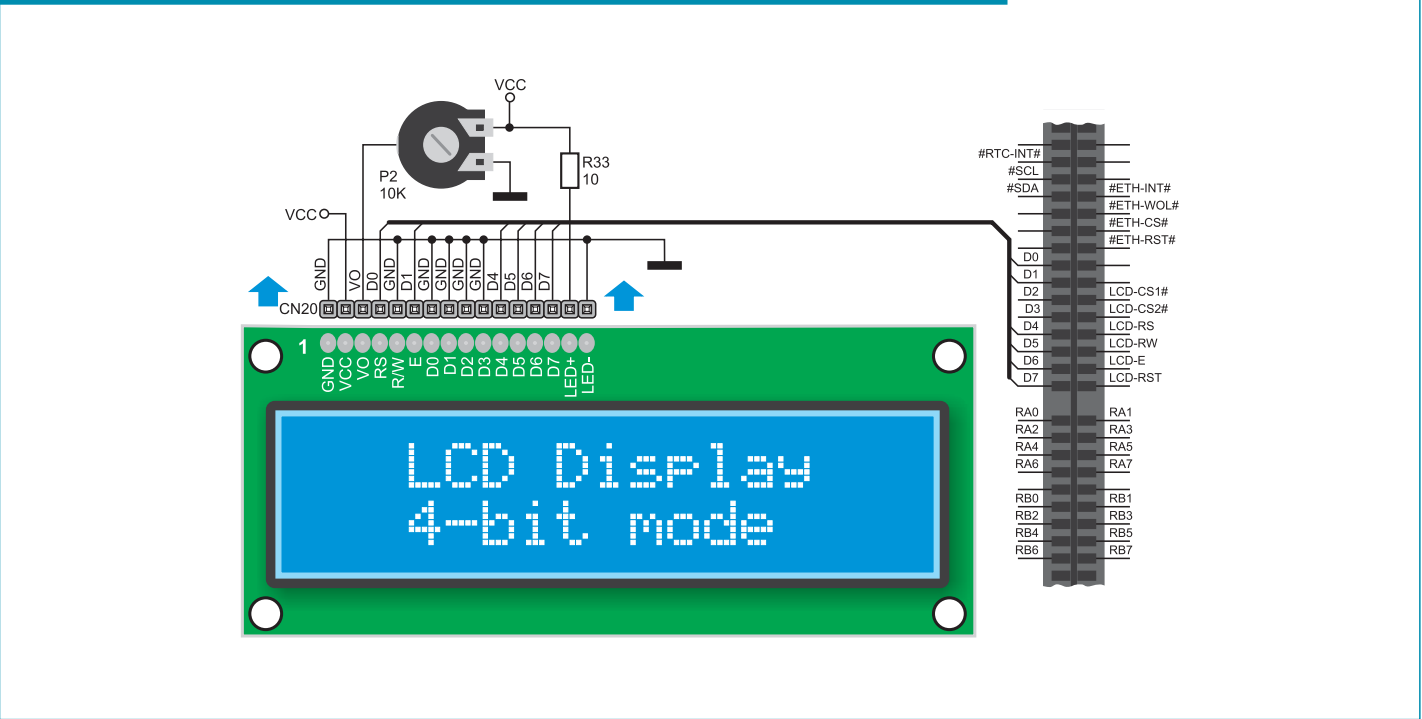 VCC
P2
10K
R33
10
VCC
GND
VO
D0
GND
D1
GND
GND
GND
GND
D4
D5
D6
D7
CN20
1
GND
VCC
VO
RS
R/W
E
D0
D1
D2
D3
D4
D5
D6
D7
LED+
LED-
LCD Display
4-bit mode
#RTC-INT#
#SCL
#SDA #ETH-INT#
#ETH-WOL#
#ETH-CS#
#ETH-RST#
D0
D1
D2 LCD-CS1#
D3 LCD-CS2#
D4 LCD-RS
D5 LCD-RW
D6 LCD-E
D7 LCD-RST
RA0 RA1
RA2 RA3
RA4 RA5
RA6 RA7
RB0 RB1
RB2 RB3
RB4 RB5
RB6 RB7